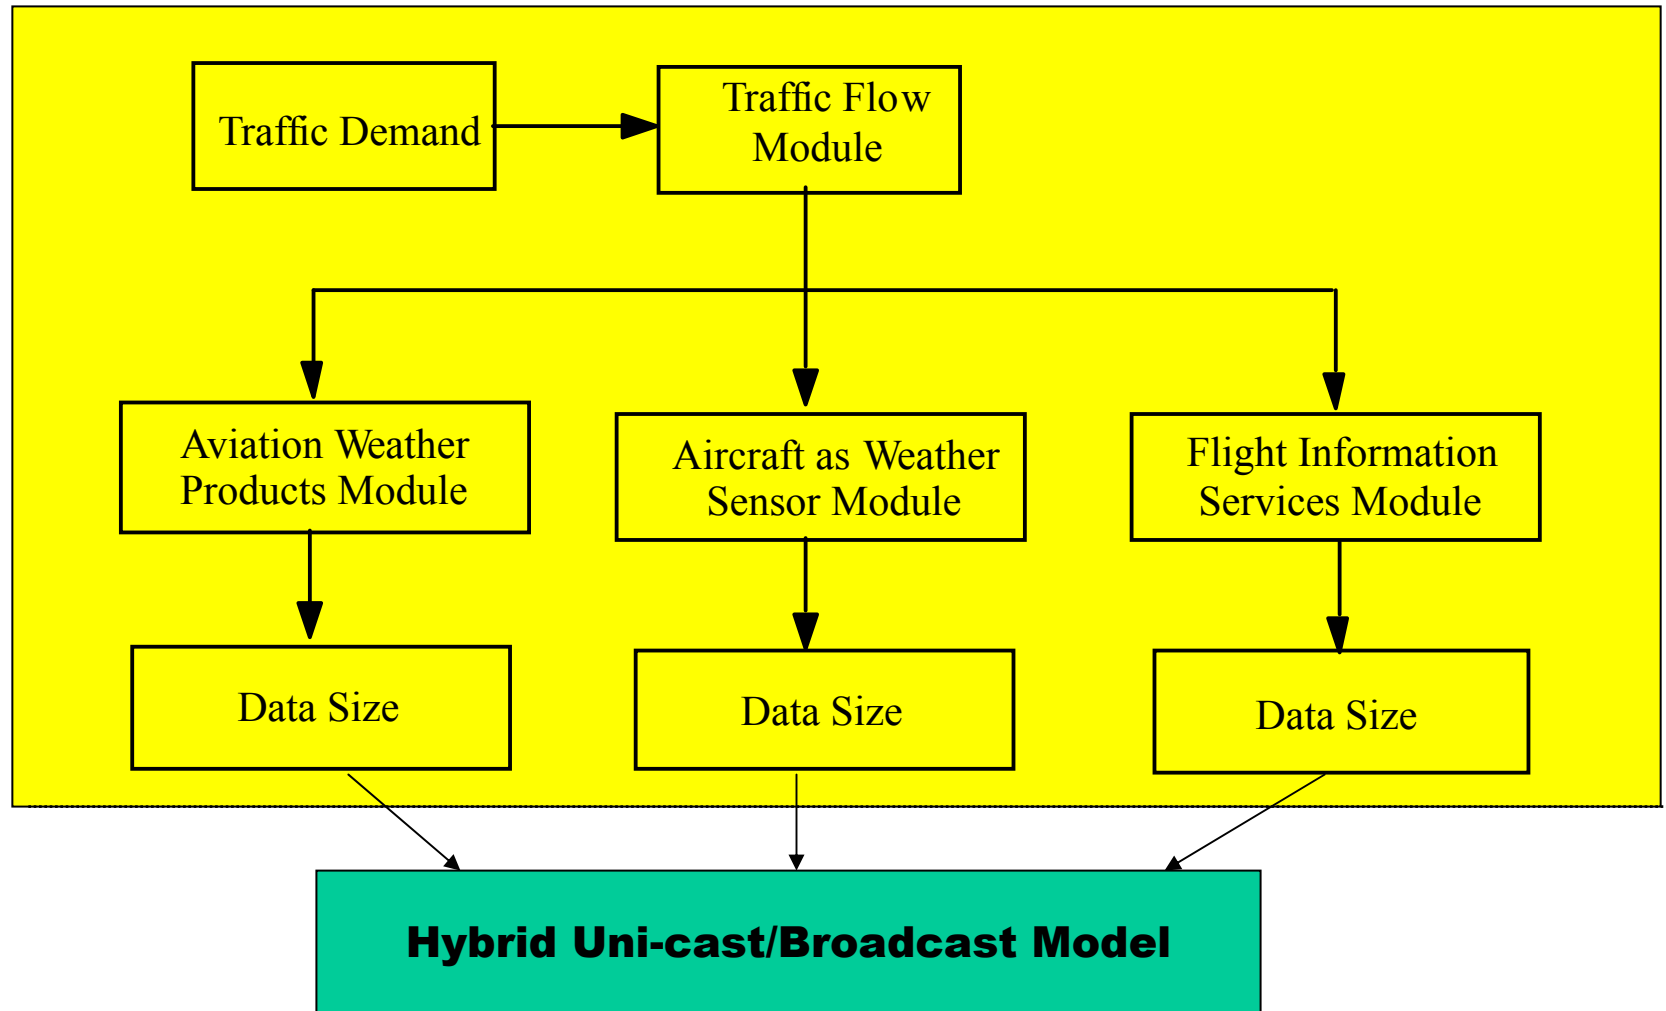 Traffic Demand
Traffic Flow
Module
Aviation Weather
Products Module
Aircraft as Weather
Sensor Module
Flight Information
Services Module
Data Size
Data Size
Data Size
Hybrid Uni-cast/Broadcast Model